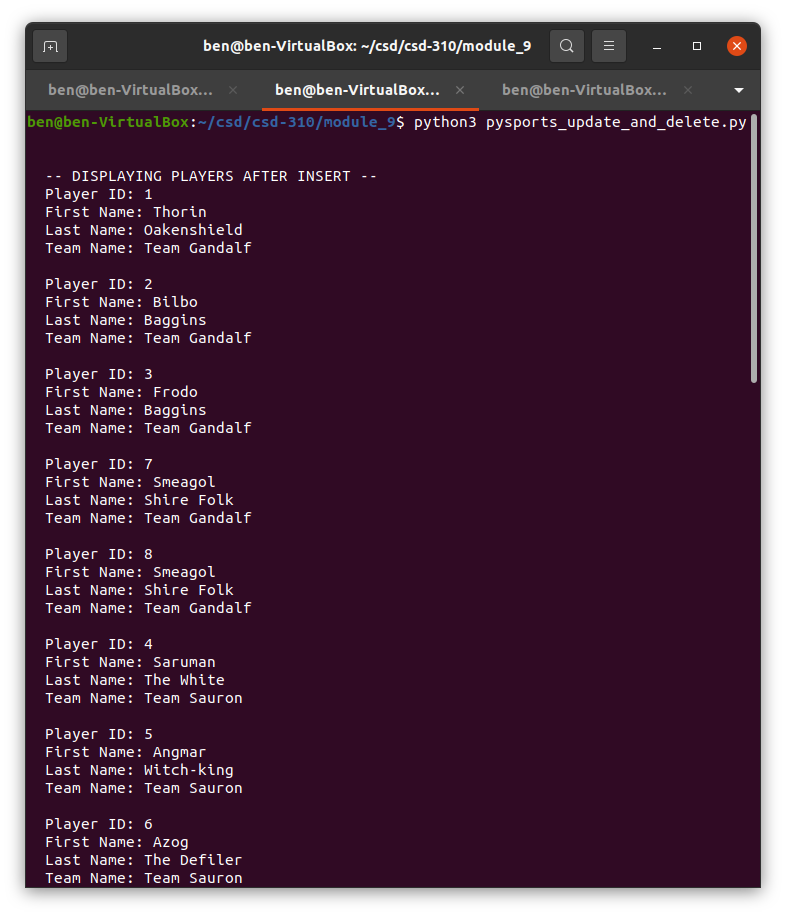 ben@ben-VirtualBox: ~/csd/csd-310/module_9
ben@ben-VirtualBox... ben@ben-VirtualBox... ben@ben-VirtualBox...
ben@ben-VirtualBox:~/csd/csd-310/module_9$ python3 pysports_update_and_delete.py
-- DISPLAYING PLAYERS AFTER INSERT --
Player ID: 1
First Name: Thorin
Last Name: Oakenshield
Team Name: Team Gandalf
Player ID: 2
First Name: Bilbo
Last Name: Baggins
Team Name: Team Gandalf
Player ID: 3
First Name: Frodo
Last Name: Baggins
Team Name: Team Gandalf
Player ID: 7
First Name: Smeagol
Last Name: Shire Folk
Team Name: Team Gandalf
Player ID: 8
First Name: Smeagol
Last Name: Shire Folk
Team Name: Team Gandalf
Player ID: 4
First Name: Saruman
Last Name: The White
Team Name: Team Sauron
Player ID: 5
First Name: Angmar
Last Name: Witch-king
Team Name: Team Sauron
Player ID: 6
First Name: Azog
Last Name: The Defiler
Team Name: Team Sauron